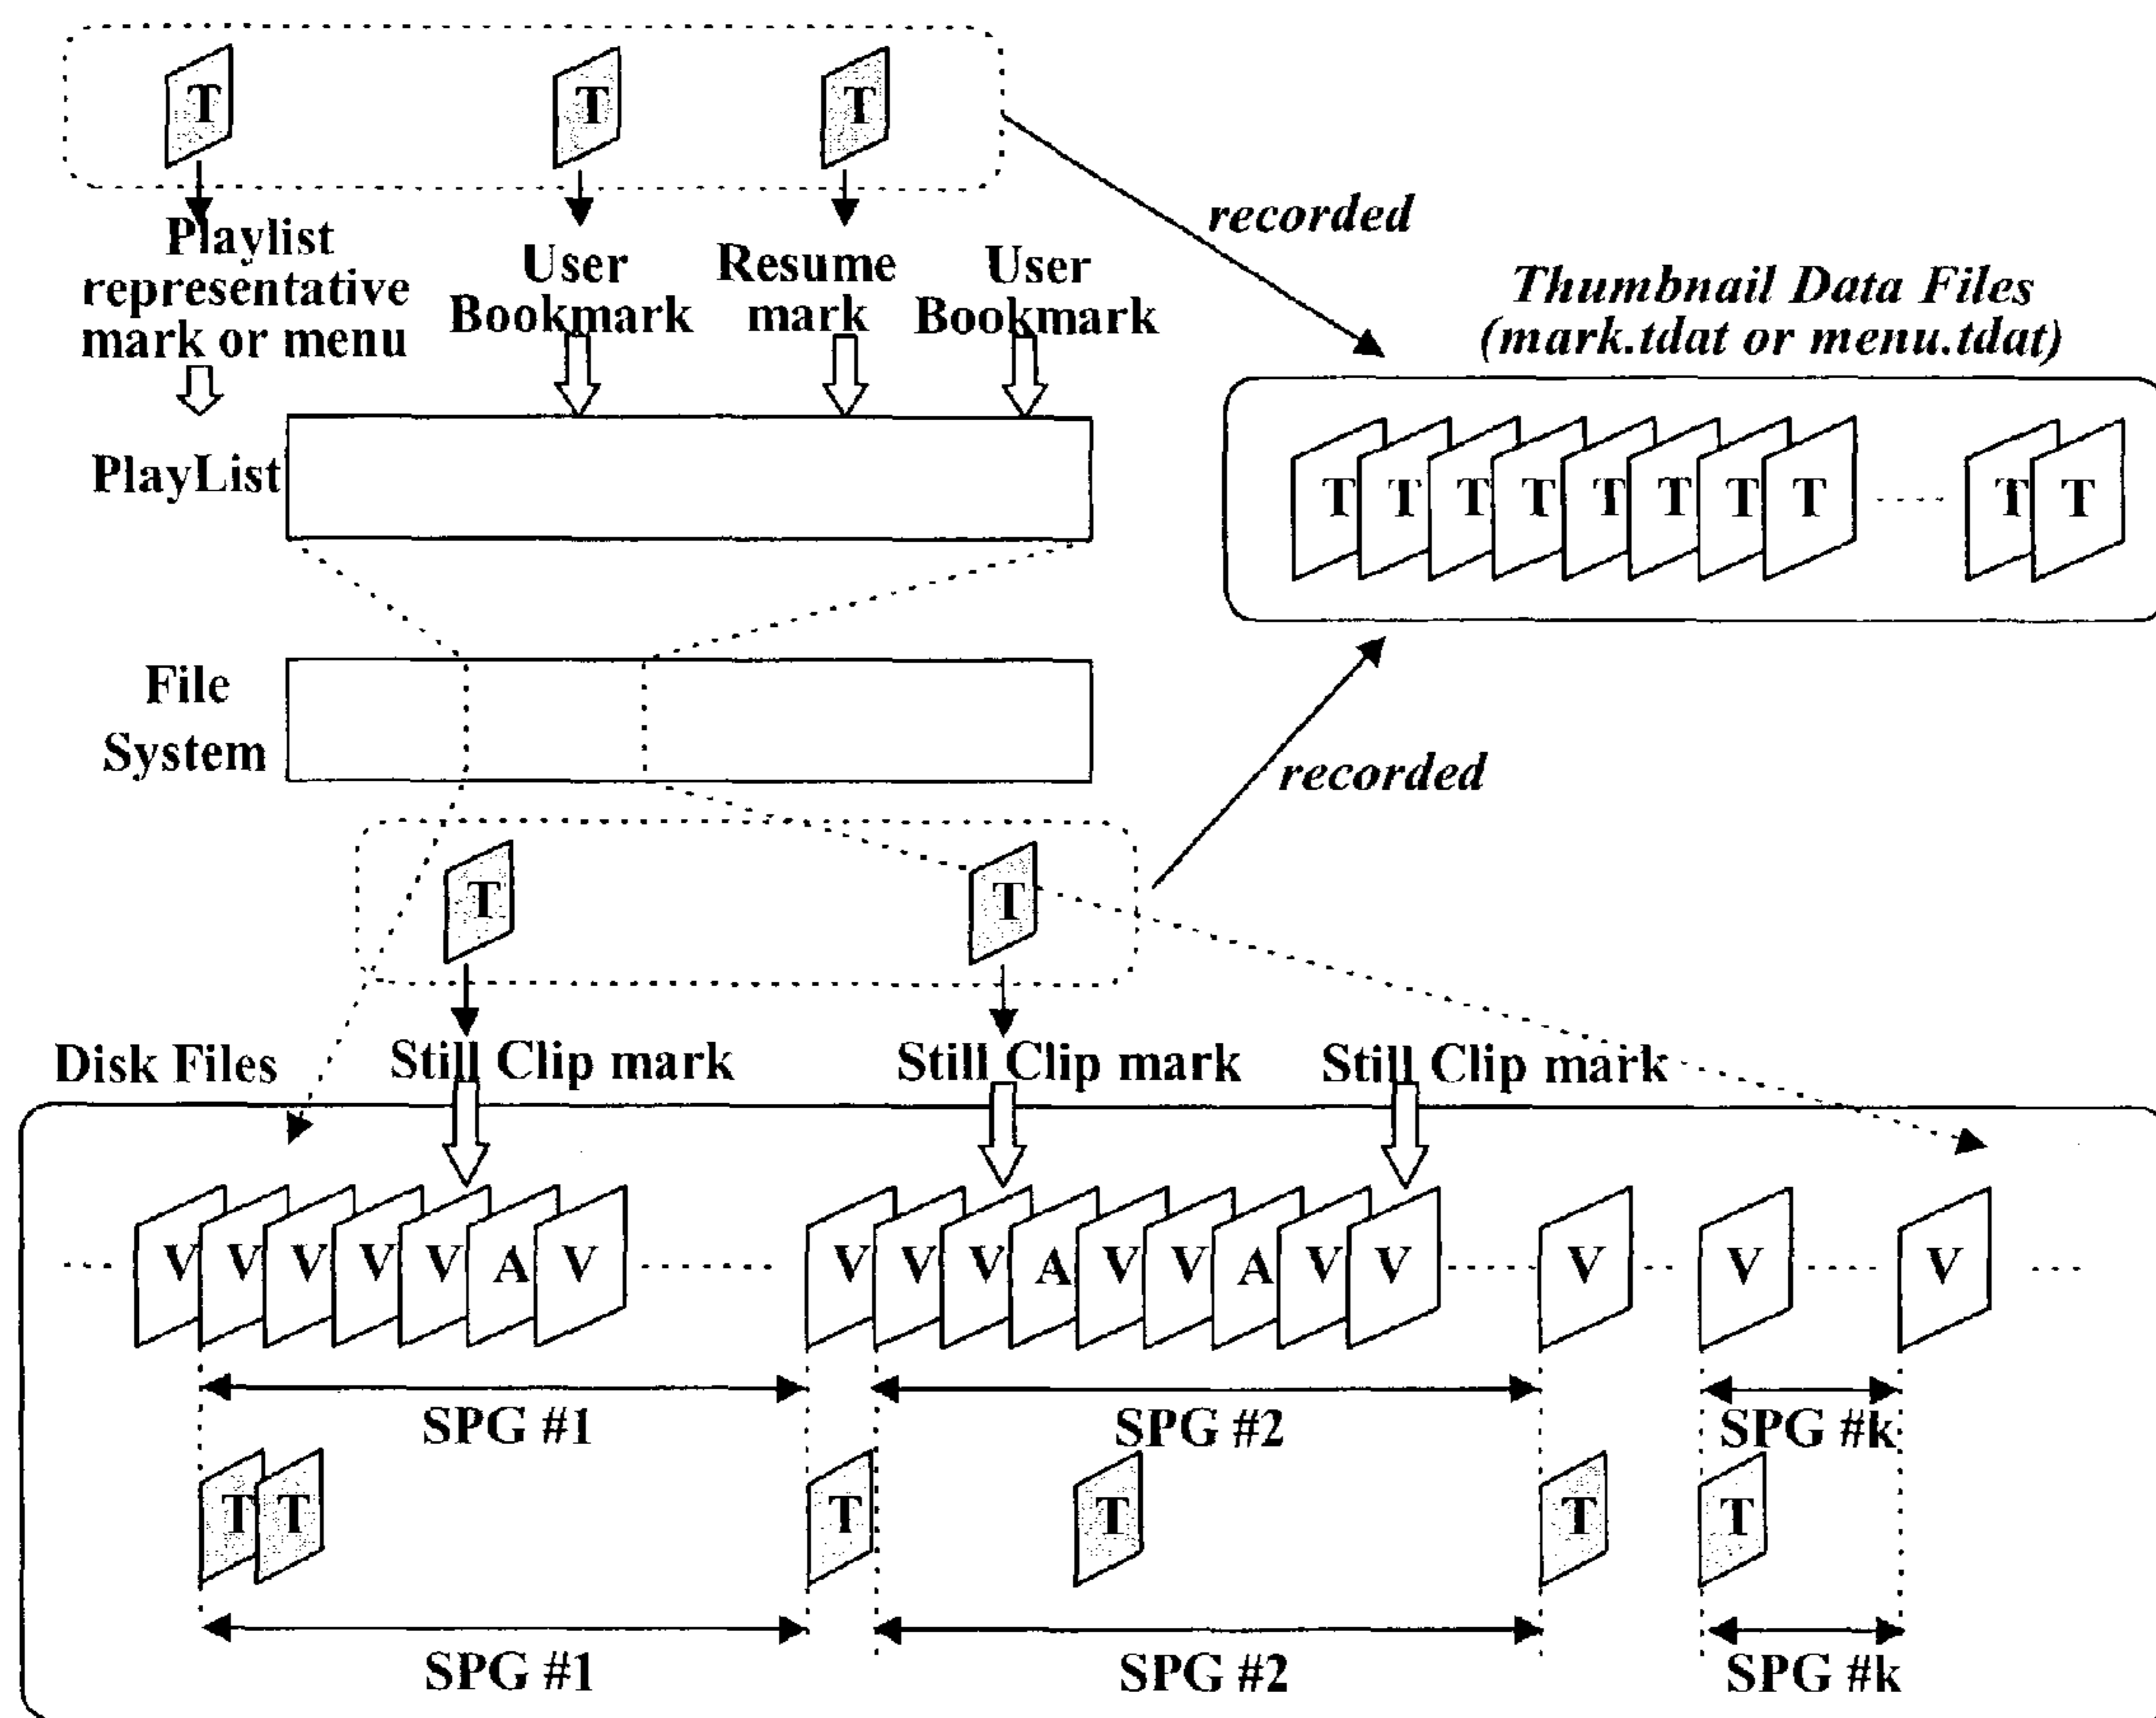 T T T
recorded
Playlist
representative
mark or menu
User
Bookmark
Resume
mark
User
Bookmark
Thumbnail Data Files
(mark.tdat or menu.tdat)
PlayList
T T T T T T T T T T
File
System
recorded
T T
Disk Files
Still Clip mark
Still Clip mark
Still Clip mark
V V V V V A V V V V A V V A V V V V V
SPG #1
SPG #2
SPG #k
T T T T T T
SPG #1
SPG #2
SPG #k